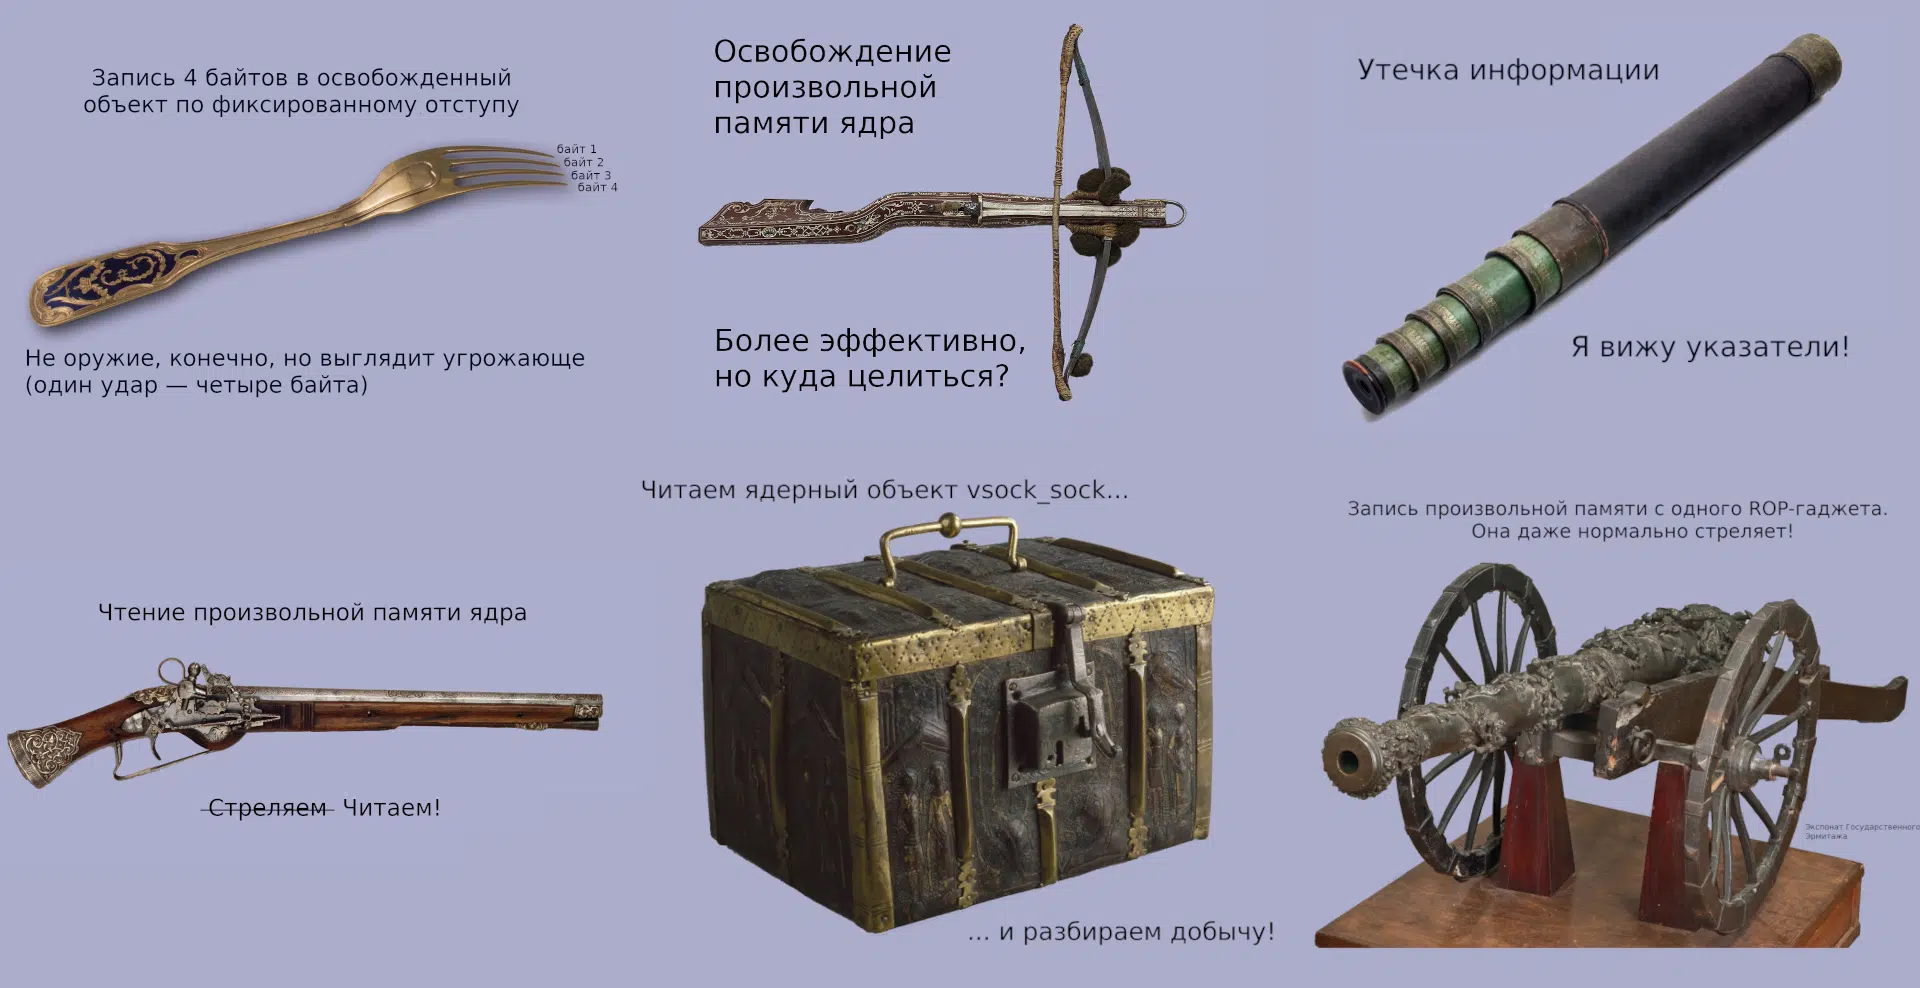 Запись 4 байтов в освобожденный
объект по фиксированному отступу
байт 1
байт 2
байт 3
байт 4
Не оружие, конечно, но выглядит угрожающе
(один удар — четыре байта)
Освобождение
произвольной
памяти ядра
Более эффективно,
но куда целиться?
Утечка информации
Я вижу указатели!
Чтение произвольной памяти ядра
Стреляем Читаем!
Читаем ядерный объект vsock_sock...
... и разбираем добычу!
Запись произвольной памяти с одного ROP-гаджета.
Она даже нормально стреляет!
Экспонат Государственного
Эрмитажа